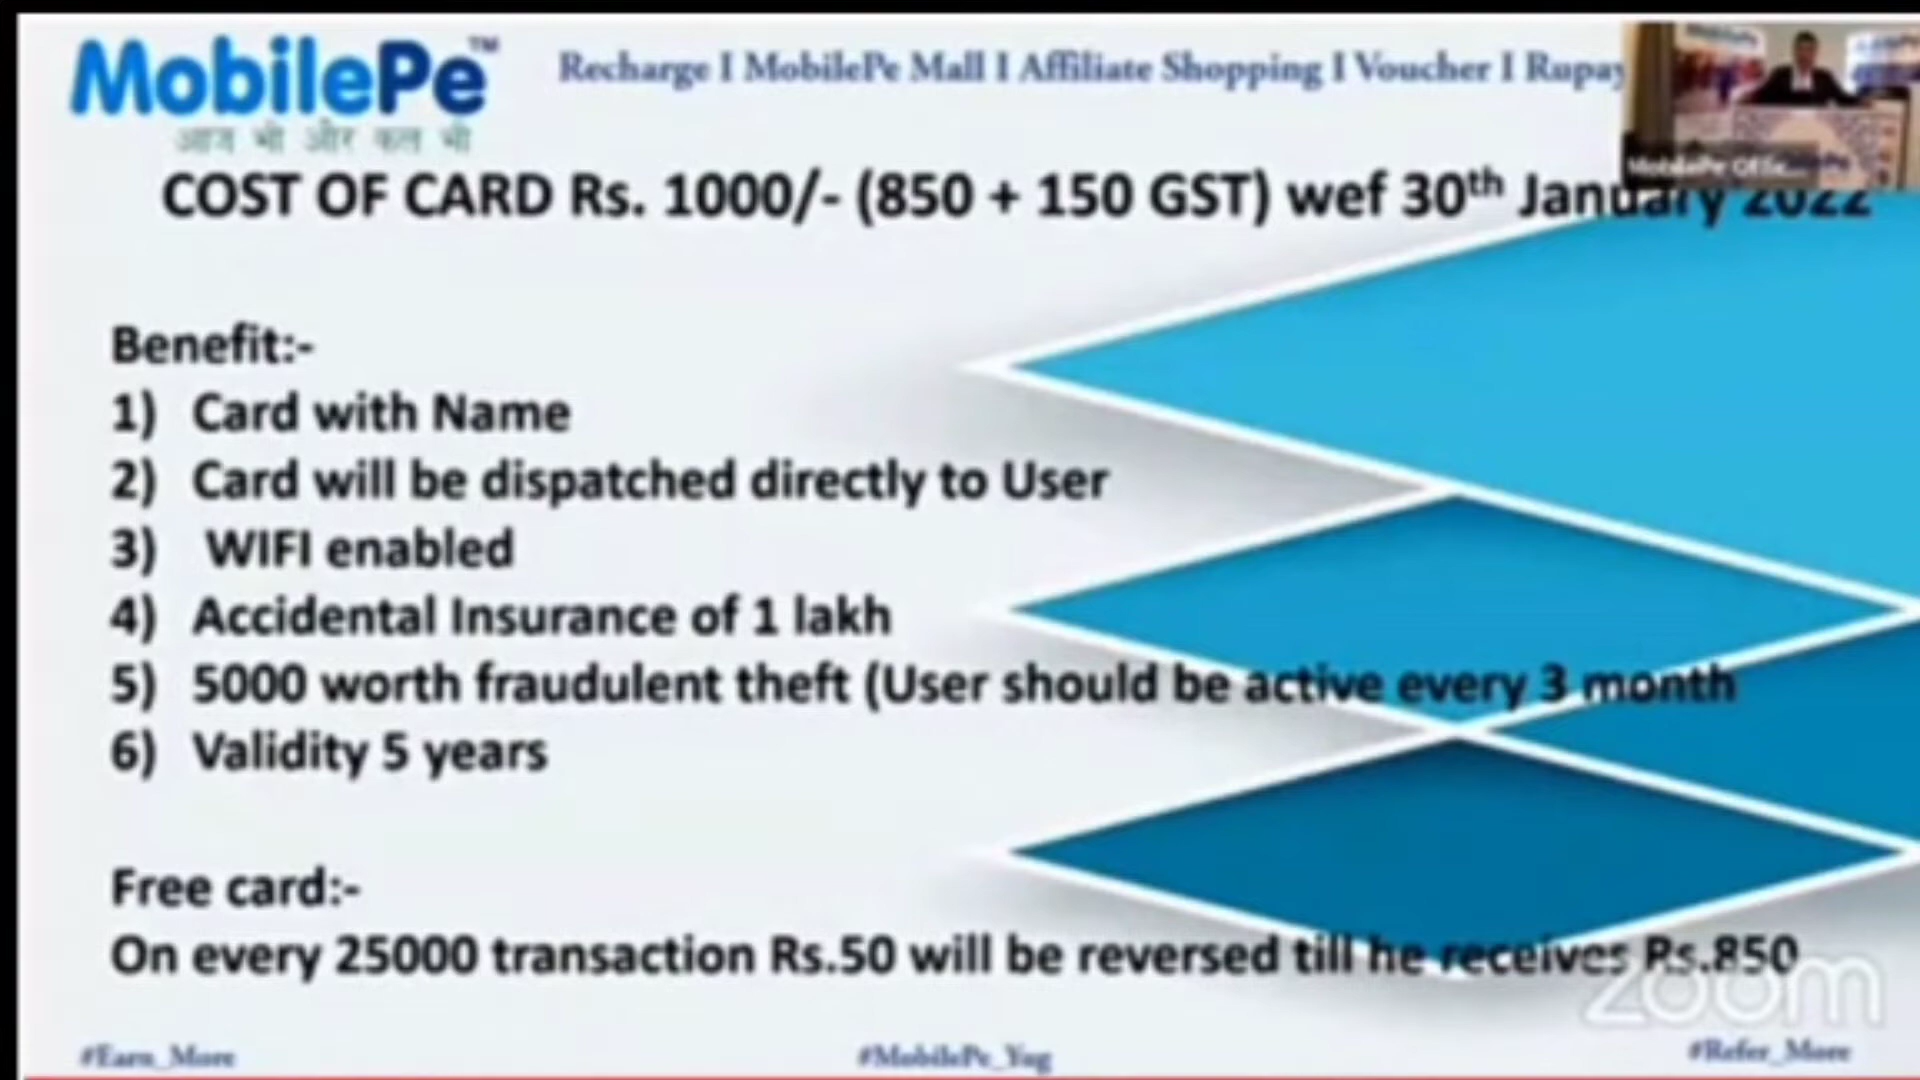 MobilePe™
आज भी और कल भी
Recharge I MobilePe Mall I Affiliate Shopping I Voucher I Rupay
COST OF CARD Rs. 1000/- (850 + 150 GST) wef 30th January 2022
Benefit:-
1) Card with Name
2) Card will be dispatched directly to User
3) WIFI enabled
4) Accidental Insurance of 1 lakh
5) 5000 worth fraudulent theft (User should be active every 3 month
6) Validity 5 years
Free card:-
On every 25000 transaction Rs.50 will be reversed till he receives Rs.850
zoom
#Earn_More
#MobilePe_Yug
#Refer_More